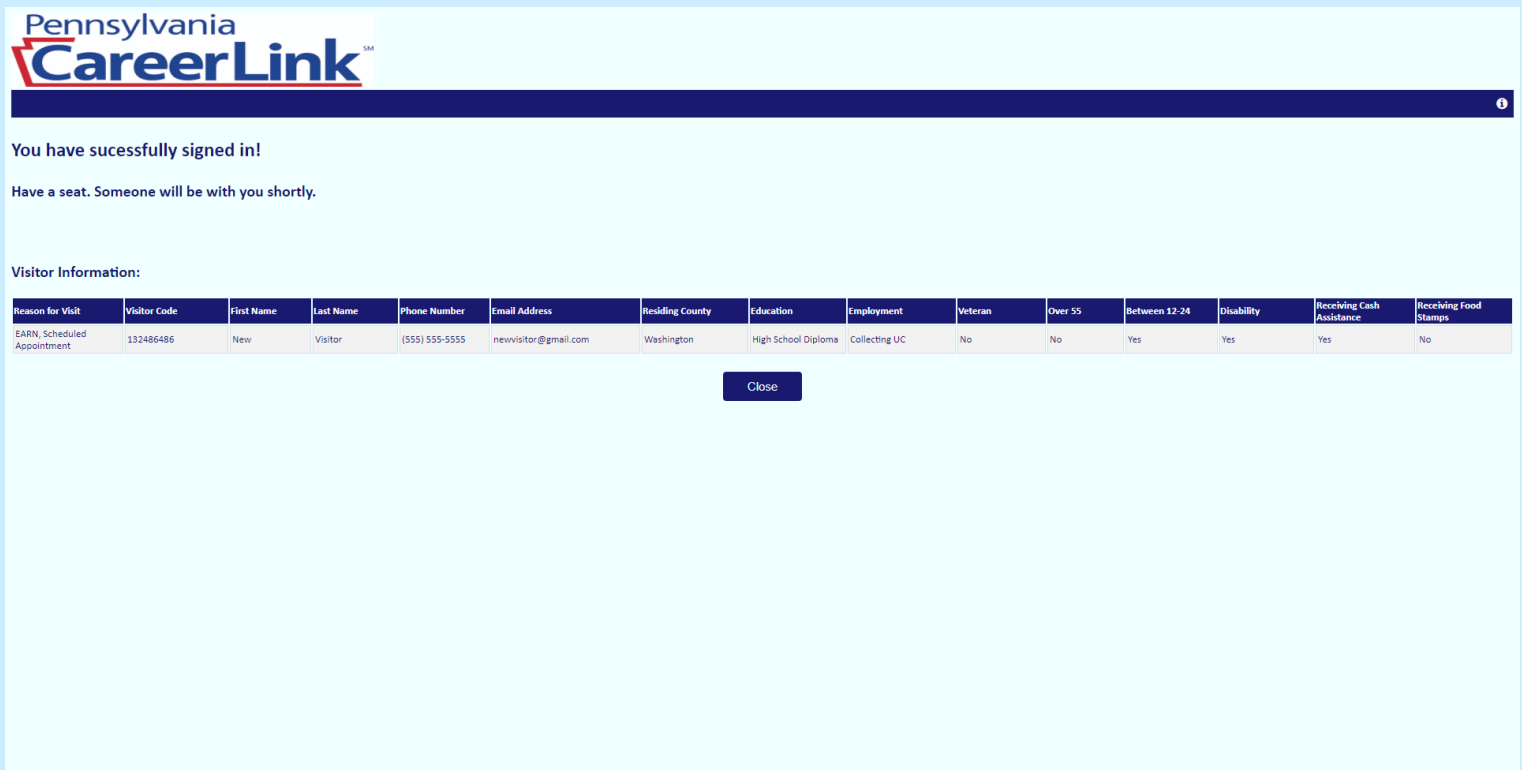 Pennsylvania
CareerLink SM
You have sucessfully signed in!
Have a seat. Someone will be with you shortly.
Visitor Information:
Reason for Visit Visitor Code First Name Last Name Phone Number Email Address Residing County Education Employment Veteran Over 55 Between 12-24 Disability Receiving Cash Assistance Receiving Food Stamps
EARN, Scheduled Appointment 132486486 New Visitor (555) 555-5555 newvisitor@gmail.com Washington High School Diploma Collecting UC No No Yes Yes Yes No
Close